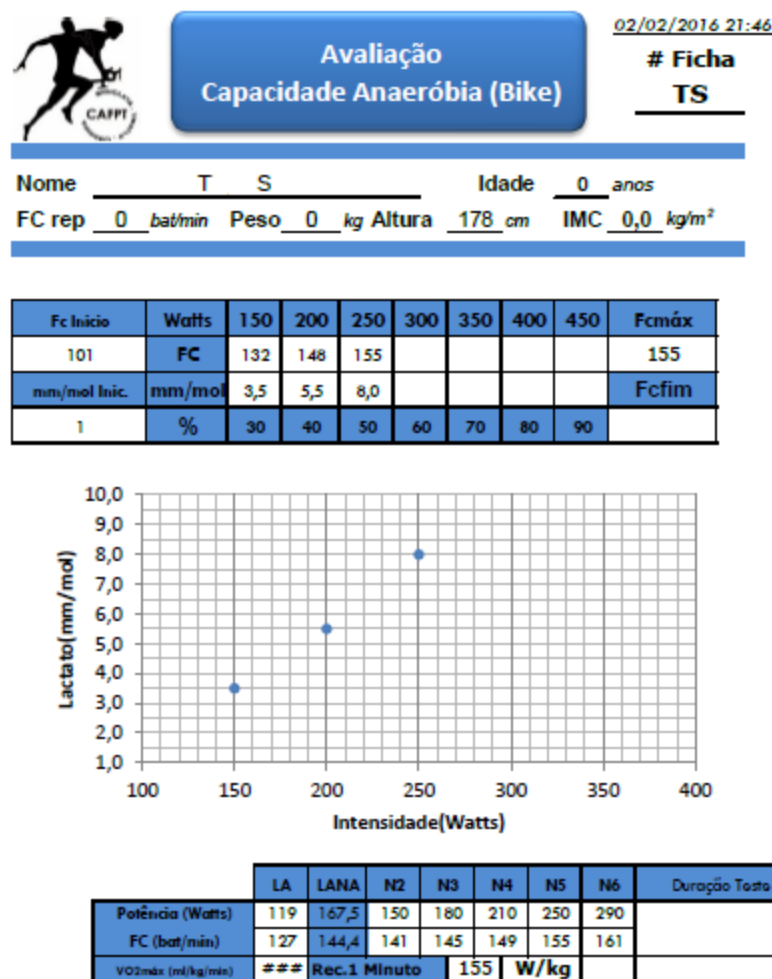 02/02/2016 21:46
Avaliação
Capacidade Anaeróbia (Bike)
# Ficha
TS
CAFPT
Nome T S Idade 0 anos
FC rep 0 bat/min Peso 0 kg Altura 178 cm IMC 0,0 kg/m²
Fc Inicio Watts 150 200 250 300 350 400 450 Fcmáx
101 FC 132 148 155 155
mm/mol Inic. mm/mol 3,5 5,5 8,0 Fcfim
1 % 30 40 50 60 70 80 90
10,0
9,0
8,0
7,0
6,0
5,0
4,0
3,0
2,0
1,0
Lactato(mm/mol)
100 150 200 250 300 350 400
Intensidade(Watts)
LA LANA N2 N3 N4 N5 N6 Duração Teste
Potência (Watts) 119 167,5 150 180 210 250 290
FC (bat/min) 127 144,4 141 145 149 155 161
VO2máx (ml/kg/min) ### Rec.1 Minuto 155 W/kg